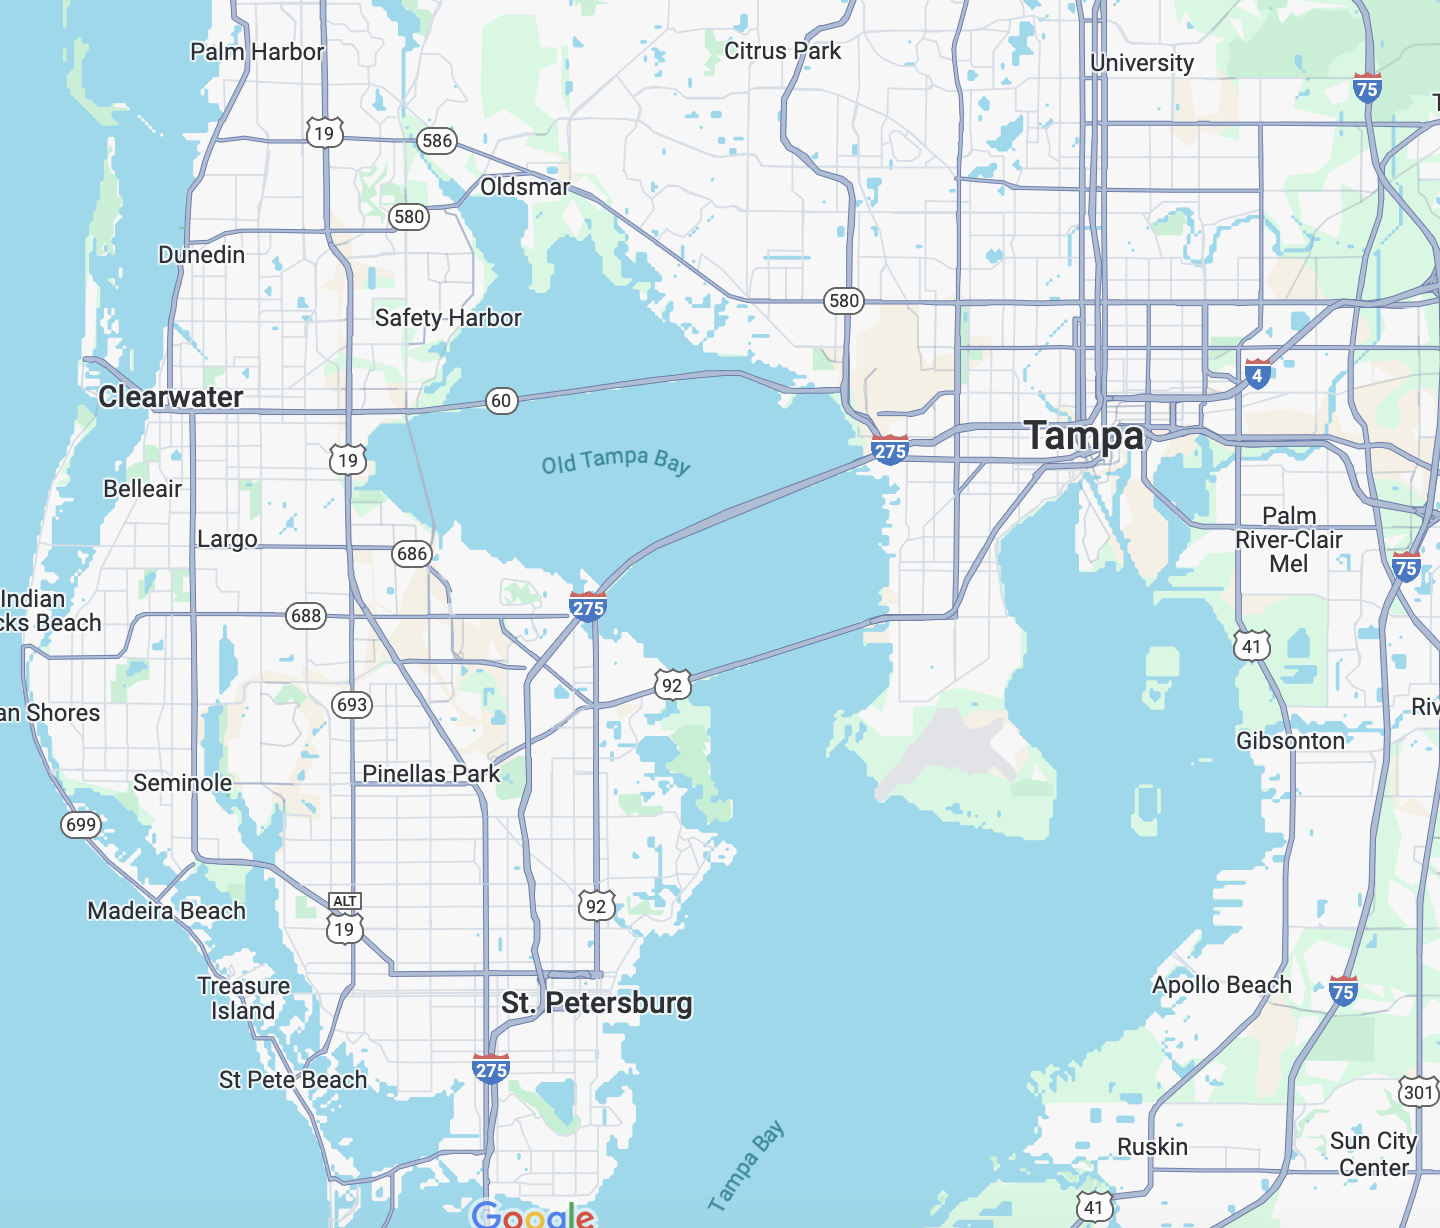 Palm Harbor
Citrus Park
University
75
19
586
Oldsmar
580
Dunedin
580
Safety Harbor
Clearwater
60
4
Tampa
19
275
Old Tampa Bay
Belleair
Palm
River-Clair
Mel
Largo
686
75
Indian
cks Beach
688
275
41
92
693
an Shores
Riv
Gibsonton
Pinellas Park
Seminole
699
ALT
19
92
Madeira Beach
Treasure
Island
St. Petersburg
Apollo Beach
75
275
St Pete Beach
301
Tampa Bay
Ruskin
Sun City
Center
41
Google